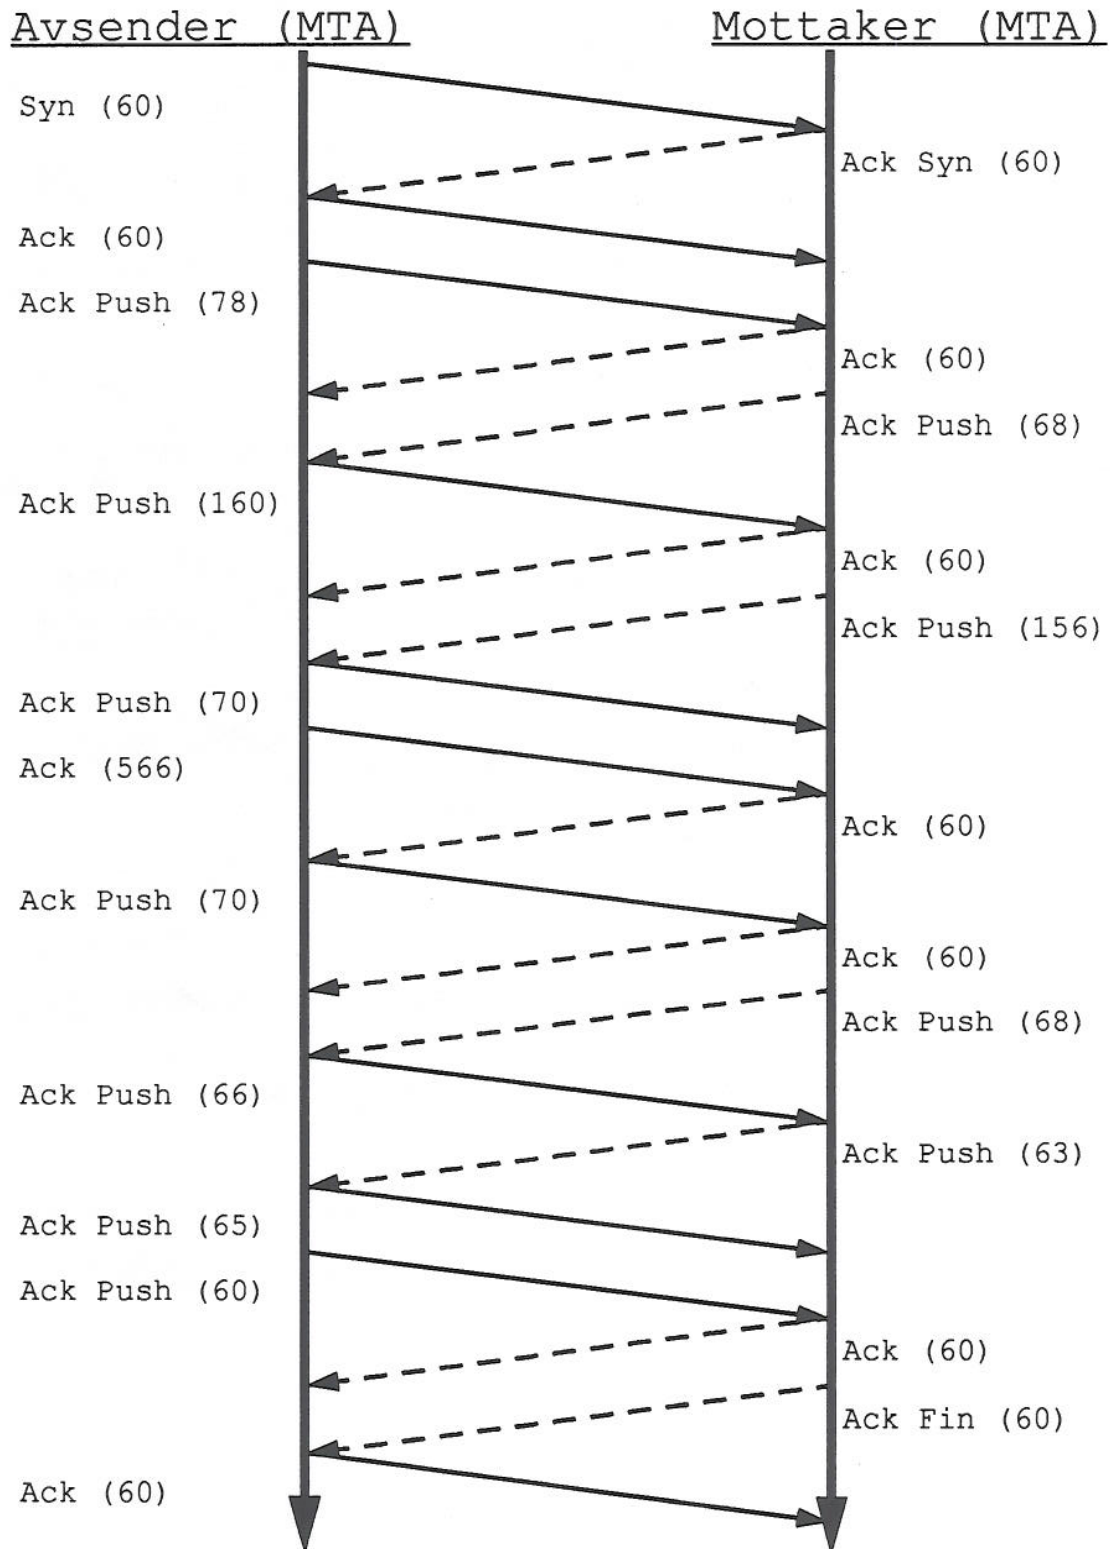 Avsender (MTA)
Mottaker (MTA)
Syn (60)
Ack Syn (60)
Ack (60)
Ack Push (78)
Ack (60)
Ack Push (68)
Ack Push (160)
Ack (60)
Ack Push (156)
Ack Push (70)
Ack (566)
Ack (60)
Ack Push (70)
Ack (60)
Ack Push (68)
Ack Push (66)
Ack Push (63)
Ack Push (65)
Ack Push (60)
Ack (60)
Ack Fin (60)
Ack (60)